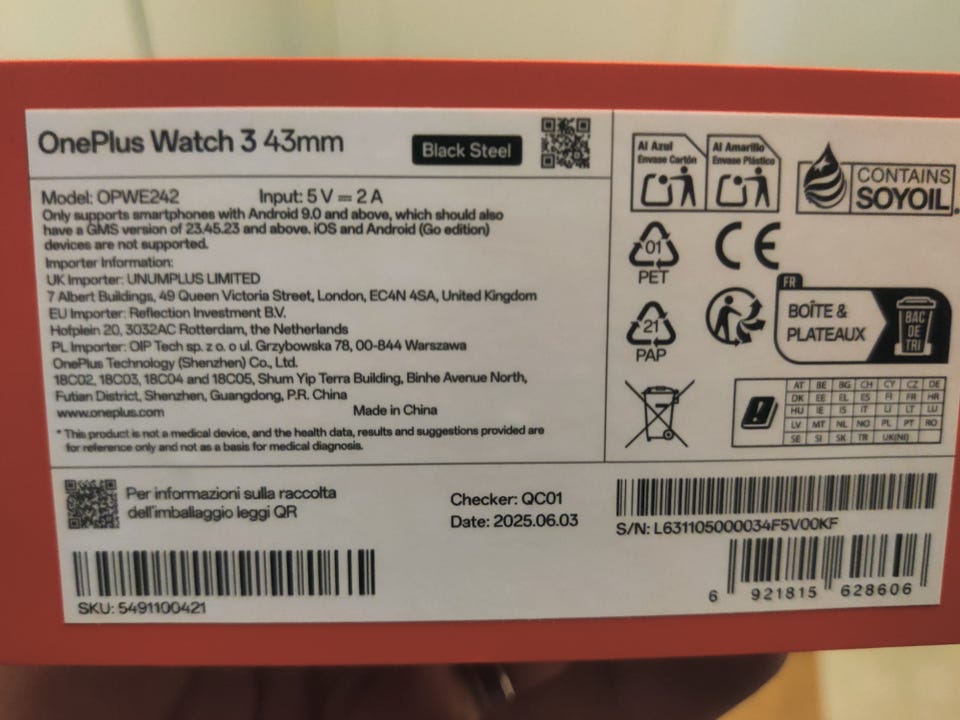 OnePlus Watch 3 43mm
Black Steel
Model: OPWE242 Input: 5 V ⎓ 2 A
Only supports smartphones with Android 9.0 and above, which should also
have a GMS version of 23.45.23 and above. iOS and Android (Go edition)
devices are not supported.
Importer Information:
UK Importer: UNUMPLUS LIMITED
7 Albert Buildings, 49 Queen Victoria Street, London, EC4N 4SA, United Kingdom
EU Importer: Reflection Investment B.V.
Hofplein 20, 3032AC Rotterdam, the Netherlands
PL Importer: OIP Tech sp. z o. o ul. Grzybowska 78, 00-844 Warszawa
OnePlus Technology (Shenzhen) Co., Ltd.
18C02, 18C03, 18C04 and 18C05, Shum Yip Terra Building, Binhe Avenue North,
Futian District, Shenzhen, Guangdong, P.R. China
www.oneplus.com Made in China
* This product is not a medical device, and the health data, results and suggestions provided are
for reference only and not as a basis for medical diagnosis.
Al Azul
Envase Cartón
Al Amarillo
Envase Plástico
CONTAINS
SOYOIL
01
PET
CE
21
PAP
FR
BOÎTE &
PLATEAUX
BAC
DE
TRI
AT BE BG CH CY CZ DE
DK EE EL ES FI FR HR
HU IE IS IT LI LT LU
LV MT NL NO PL PT RO
SE SI SK TR UK(NI)
Per informazioni sulla raccolta
dell'imballaggio leggi QR
Checker: QC01
Date: 2025.06.03
S/N: L631105000034F5V00KF
SKU: 5491100421
6 921815 628606